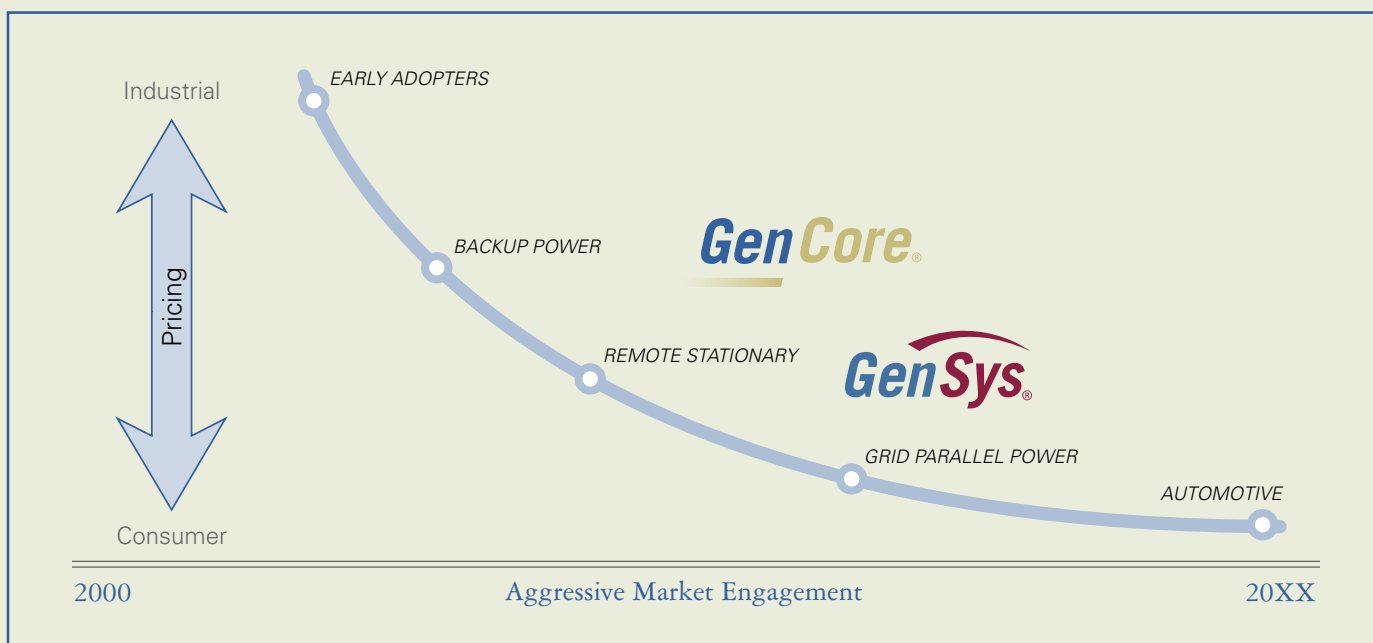 EARLY ADOPTERS
Industrial
GenCore®
BACKUP POWER
Pricing
REMOTE STATIONARY
GenSys®
GRID PARALLEL POWER
AUTOMOTIVE
Consumer
2000 Aggressive Market Engagement 20XX